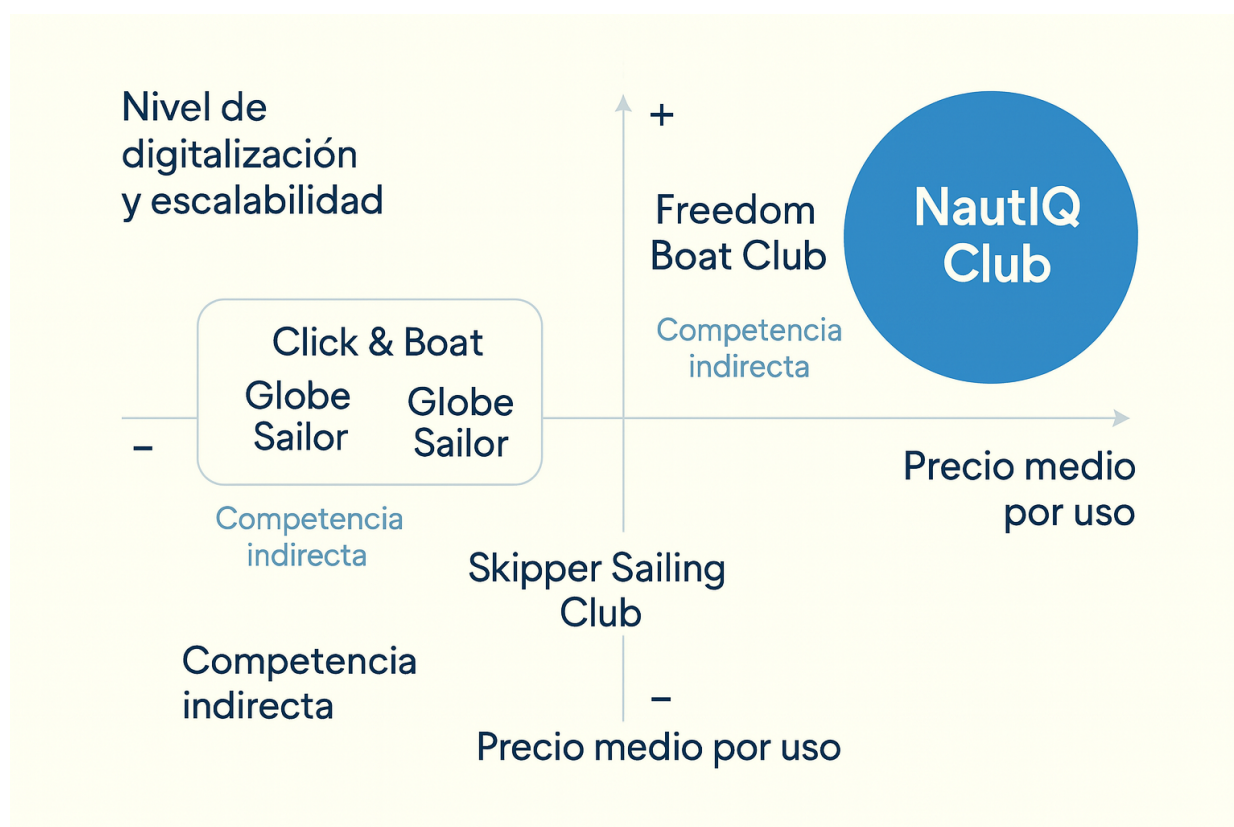 Nivel de
digitalización
y escalabilidad
+
Freedom
Boat Club
NautIQ
Club
Competencia
indirecta
Click & Boat
Globe
Sailor
Globe
Sailor
–
Precio medio
por uso
Competencia
indirecta
Skipper Sailing
Club
Competencia
indirecta
–
Precio medio por uso